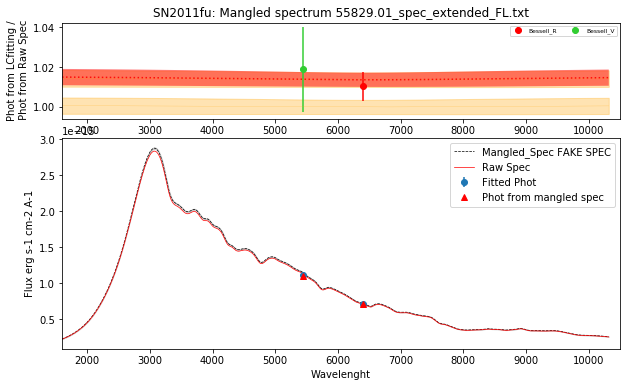 SN2011fu: Mangled spectrum 55829.01_spec_extended_FL.txt
Phot from LCfitting /
Phot from Raw Spec
1.04
1.02
1.00
Bessell_R
Bessell_V
2000 3000 4000 5000 6000 7000 8000 9000 10000
Flux erg s-1 cm-2 A-1
3.0
2.5
2.0
1.5
1.0
0.5
Mangled_Spec FAKE SPEC
Raw Spec
Fitted Phot
Phot from mangled spec
2000 3000 4000 5000 6000 7000 8000 9000 10000
Wavelenght